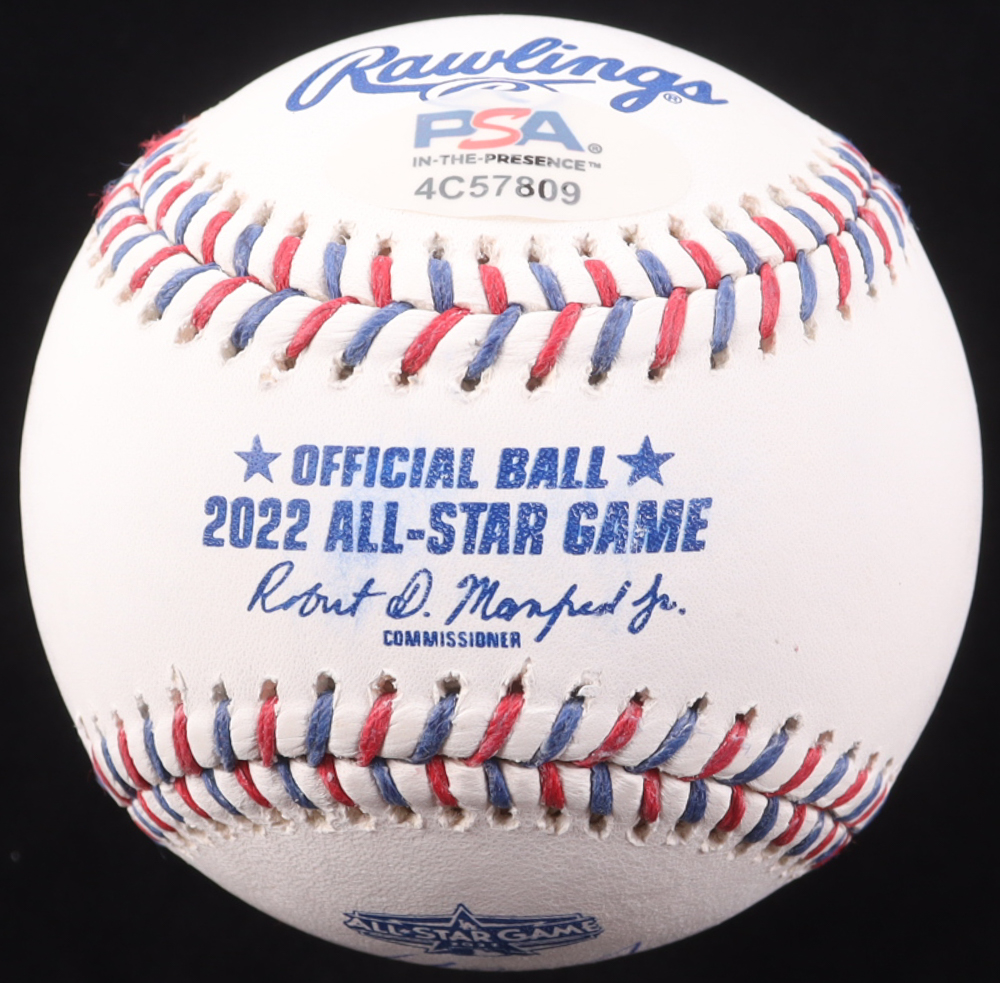 Rawlings®
PSA®
IN-THE-PRESENCE™
4C57809
OFFICIAL BALL
2022 ALL-STAR GAME
Robert D. Manfred Jr.
COMMISSIONER
ALL-STAR GAME